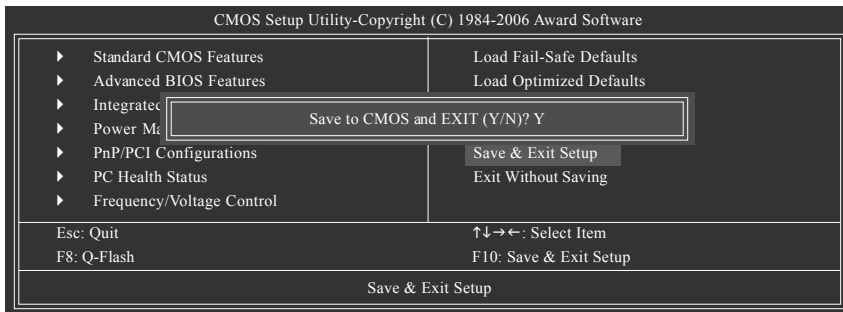 CMOS Setup Utility-Copyright (C) 1984-2006 Award Software
Standard CMOS Features
Advanced BIOS Features
Integrated
Power Ma
PnP/PCI Configurations
PC Health Status
Frequency/Voltage Control
Load Fail-Safe Defaults
Load Optimized Defaults
Save to CMOS and EXIT (Y/N)? Y
Save & Exit Setup
Exit Without Saving
Esc: Quit
↑↓→←: Select Item
F8: Q-Flash
F10: Save & Exit Setup
Save & Exit Setup